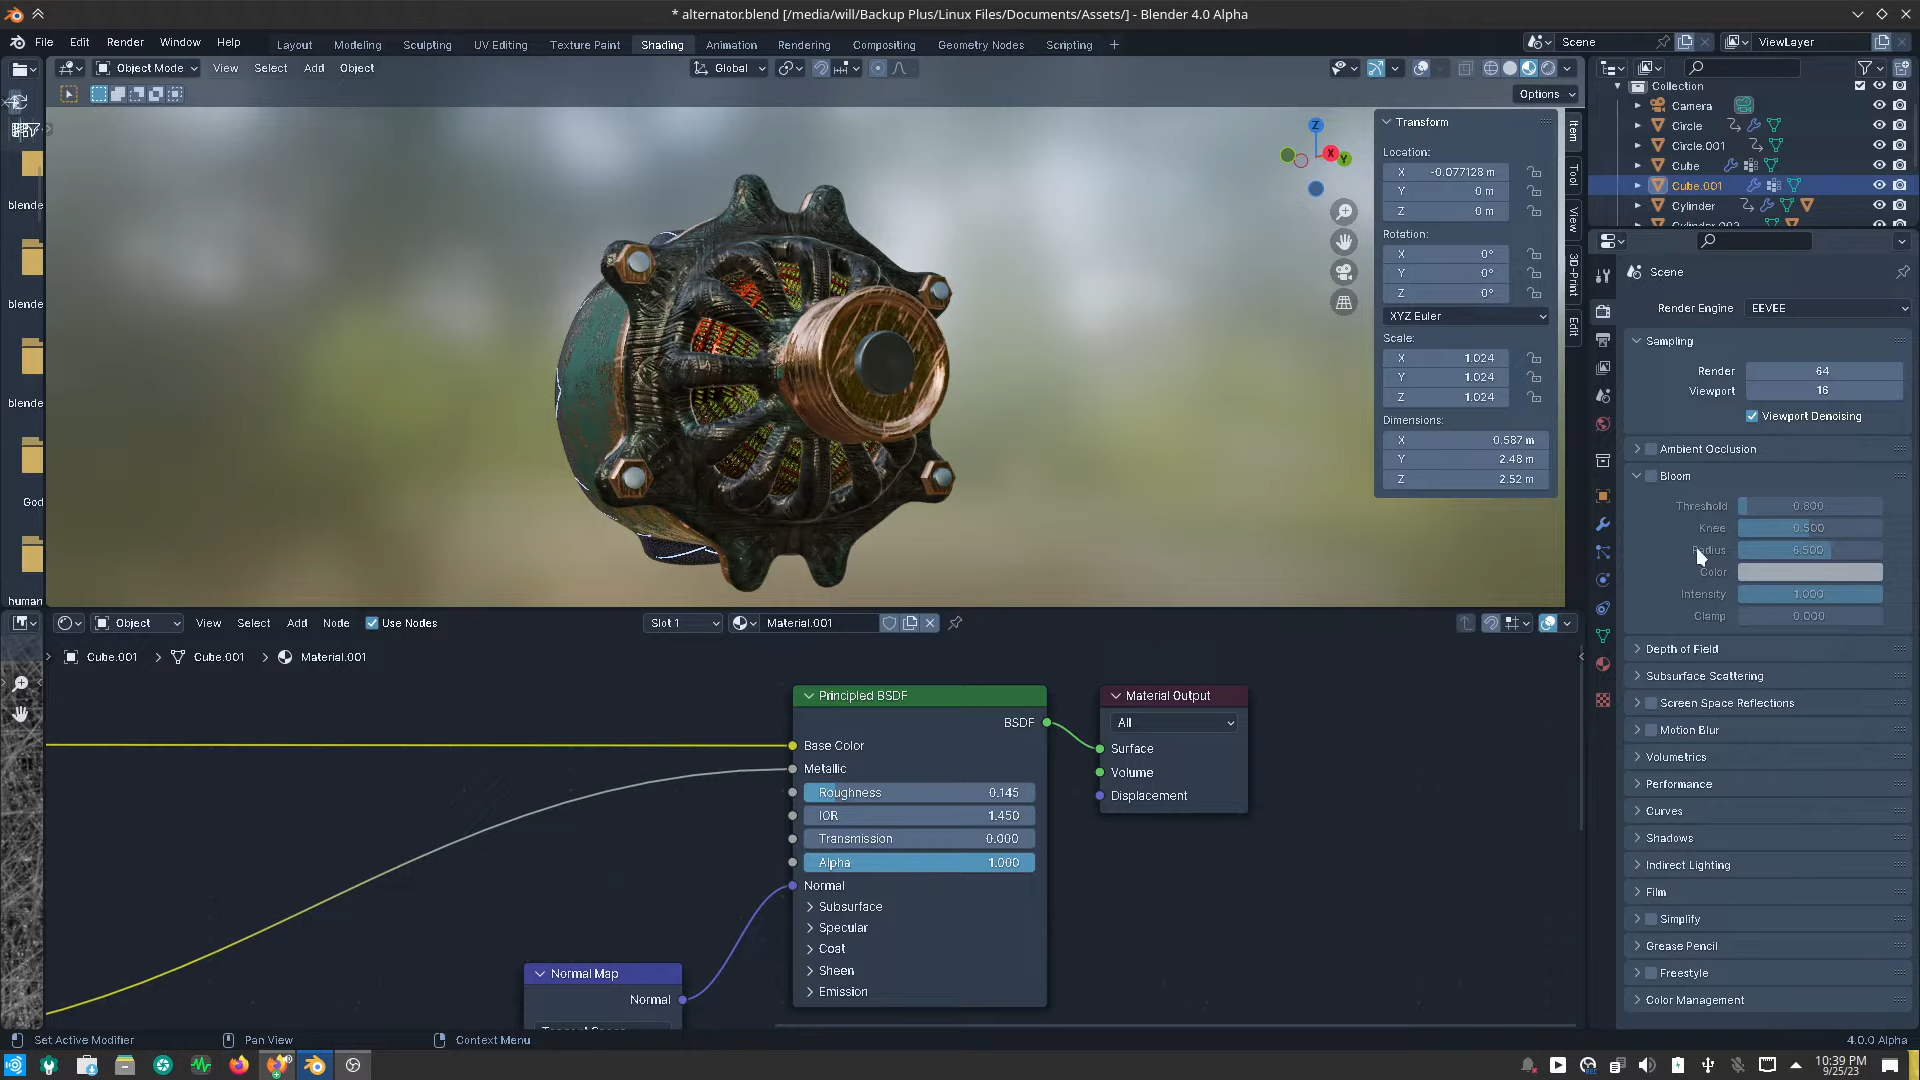 * alternator.blend [/media/will/Backup Plus/Linux Files/Documents/Assets/] - Blender 4.0 Alpha
File Edit Render Window Help
Layout Modeling Sculpting UV Editing Texture Paint Shading Animation Rendering Compositing Geometry Nodes Scripting +
Scene
ViewLayer
Object Mode View Select Add Object
Global
Options
blende
blende
blende
God
human
Z
X
Y
Transform
Location:
X -0.077128 m
Y 0 m
Z 0 m
Rotation:
X 0°
Y 0°
Z 0°
XYZ Euler
Scale:
X 1.024
Y 1.024
Z 1.024
Dimensions:
X 0.587 m
Y 2.48 m
Z 2.52 m
Item
Tool
View
3D-Print
Edit
Collection
Camera
Circle
Circle.001
Cube
Cube.001
Cylinder
Scene
Render Engine EEVEE
Sampling
Render 64
Viewport 16
Viewport Denoising
Ambient Occlusion
Bloom
Threshold 0.800
Knee 0.500
Radius 6.500
Color
Intensity 1.000
Clamp 0.000
Depth of Field
Subsurface Scattering
Screen Space Reflections
Motion Blur
Volumetrics
Performance
Curves
Shadows
Indirect Lighting
Film
Simplify
Grease Pencil
Freestyle
Color Management
Object View Select Add Node Use Nodes
Slot 1
Material.001
Cube.001 > Cube.001 > Material.001
Principled BSDF
BSDF
Base Color
Metallic
Roughness 0.145
IOR 1.450
Transmission 0.000
Alpha 1.000
Normal
Subsurface
Specular
Coat
Sheen
Emission
Material Output
All
Surface
Volume
Displacement
Normal Map
Normal
Set Active Modifier
Pan View
Context Menu
4.0.0 Alpha
10:39 PM
9/25/23